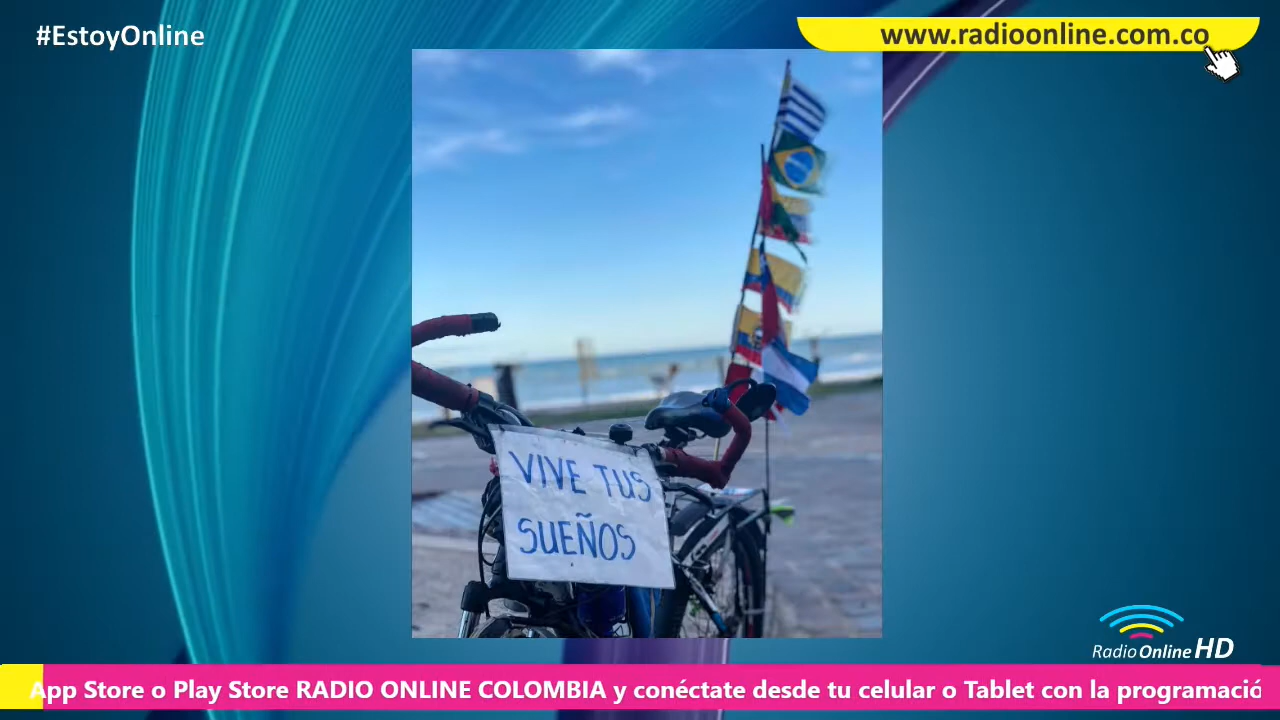 #EstoyOnline
www.radioonline.com.co
VIVE TUS
SUEÑOS
Radio Online HD
App Store o Play Store RADIO ONLINE COLOMBIA y conéctate desde tu celular o Tablet con la programació